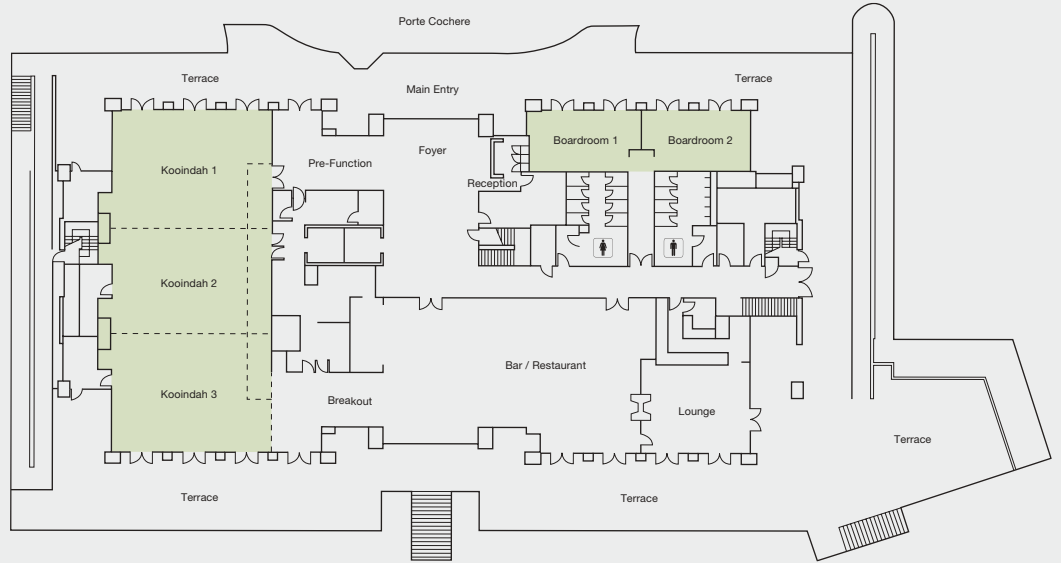 Porte Cochere
Terrace
Terrace
Main Entry
Kooindah 1
Pre-Function
Foyer
Reception
Boardroom 1
Boardroom 2
Kooindah 2
Kooindah 3
Breakout
Bar / Restaurant
Lounge
Terrace
Terrace
Terrace